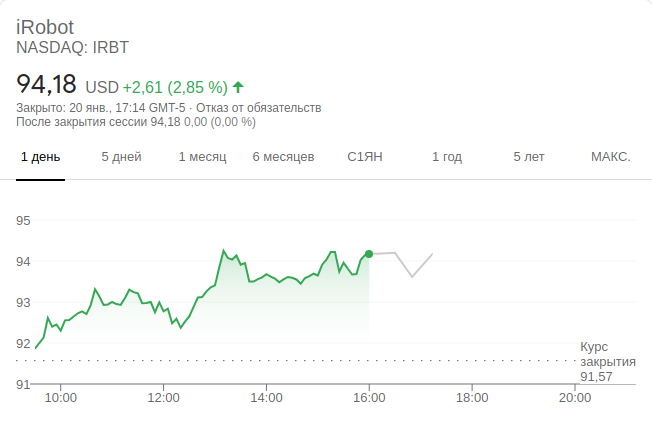 iRobot
NASDAQ: IRBT
94,18 USD +2,61 (2,85 %)
Закрыто: 20 янв., 17:14 GMT-5 · Отказ от обязательств
После закрытия сессии 94,18 0,00 (0,00 %)
1 день 5 дней 1 месяц 6 месяцев С1ЯН 1 год 5 лет МАКС.
95
94
93
92
Курс
закрытия
91,57
91
10:00 12:00 14:00 16:00 18:00 20:00